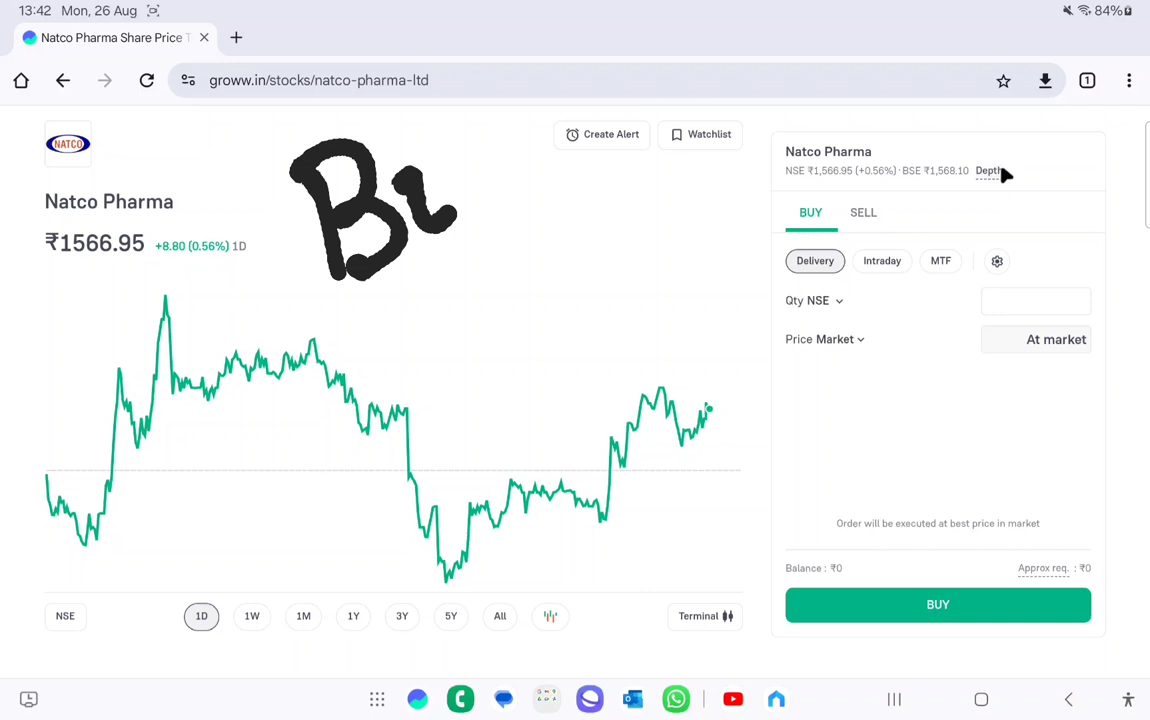 13:42 Mon, 26 Aug 84%
Natco Pharma Share Price T
groww.in/stocks/natco-pharma-ltd 1
NATCO
Create Alert Watchlist
Natco Pharma
₹1566.95 +8.80 (0.56%) 1D
NSE 1D 1W 1M 1Y 3Y 5Y All Terminal
Natco Pharma
NSE ₹1,566.95 (+0.56%) · BSE ₹1,568.10 Depth
BUY SELL
Delivery Intraday MTF
Qty NSE
Price Market At market
Order will be executed at best price in market
Balance : ₹0 Approx req. : ₹0
BUY